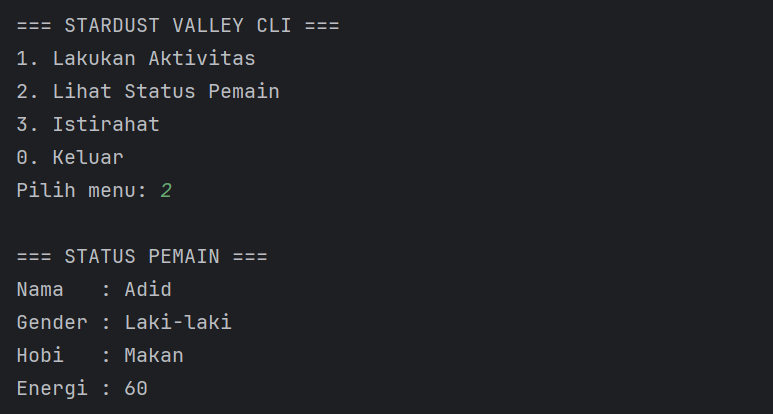 === STARDUST VALLEY CLI ===
1. Lakukan Aktivitas
2. Lihat Status Pemain
3. Istirahat
0. Keluar
Pilih menu: 2
=== STATUS PEMAIN ===
Nama   : Adid
Gender : Laki-laki
Hobi   : Makan
Energi : 60